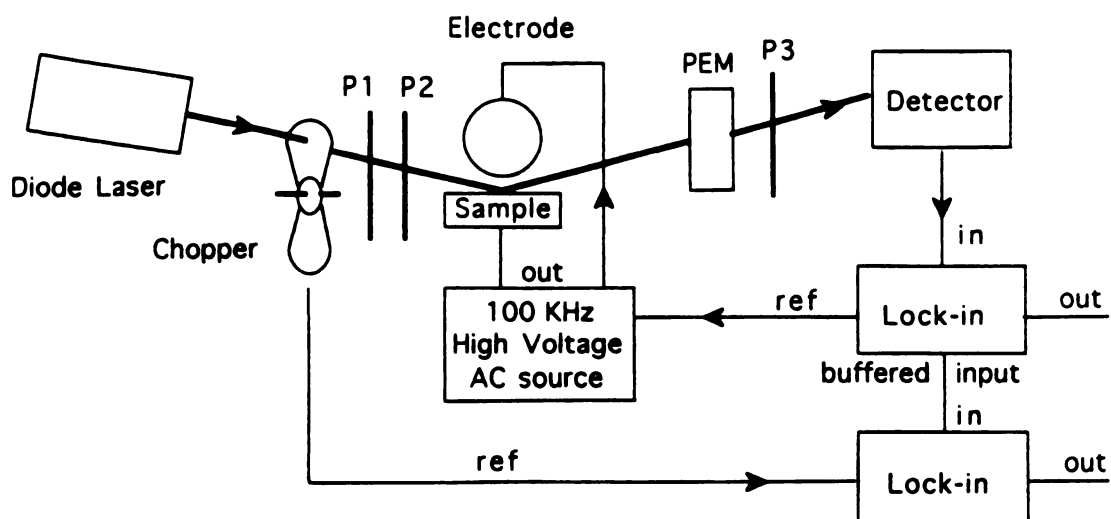 Electrode
P1 P2
PEM
P3
Detector
Diode Laser
Sample
Chopper
in
out
100 KHz
High Voltage
AC source
ref
Lock-in
out
buffered input
in
ref
Lock-in
out